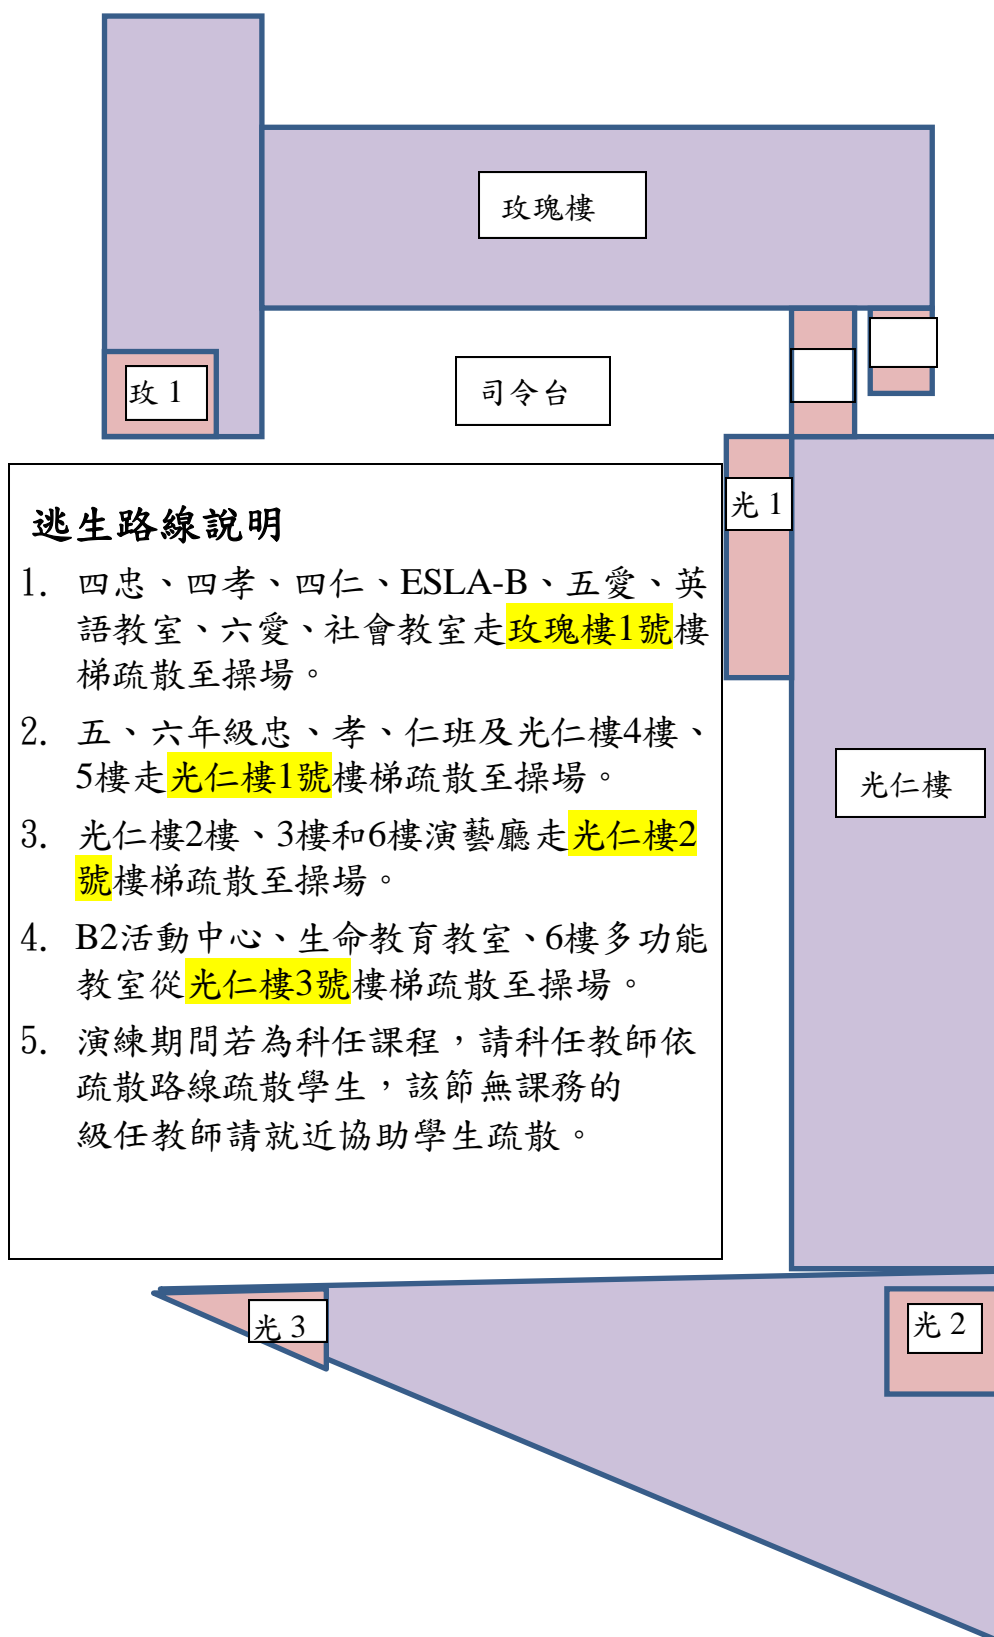 玫瑰樓
玫 1
司令台
光 1
逃生路線說明
1. 四忠、四孝、四仁、ESLA-B、五愛、英
語教室、六愛、社會教室走玫瑰樓1號樓
梯疏散至操場。
2. 五、六年級忠、孝、仁班及光仁樓4樓、
5樓走光仁樓1號樓梯疏散至操場。
3. 光仁樓2樓、3樓和6樓演藝廳走光仁樓2
號樓梯疏散至操場。
4. B2活動中心、生命教育教室、6樓多功能
教室從光仁樓3號樓梯疏散至操場。
5. 演練期間若為科任課程，請科任教師依
疏散路線疏散學生，該節無課務的
級任教師請就近協助學生疏散。
光仁樓
光 3
光 2